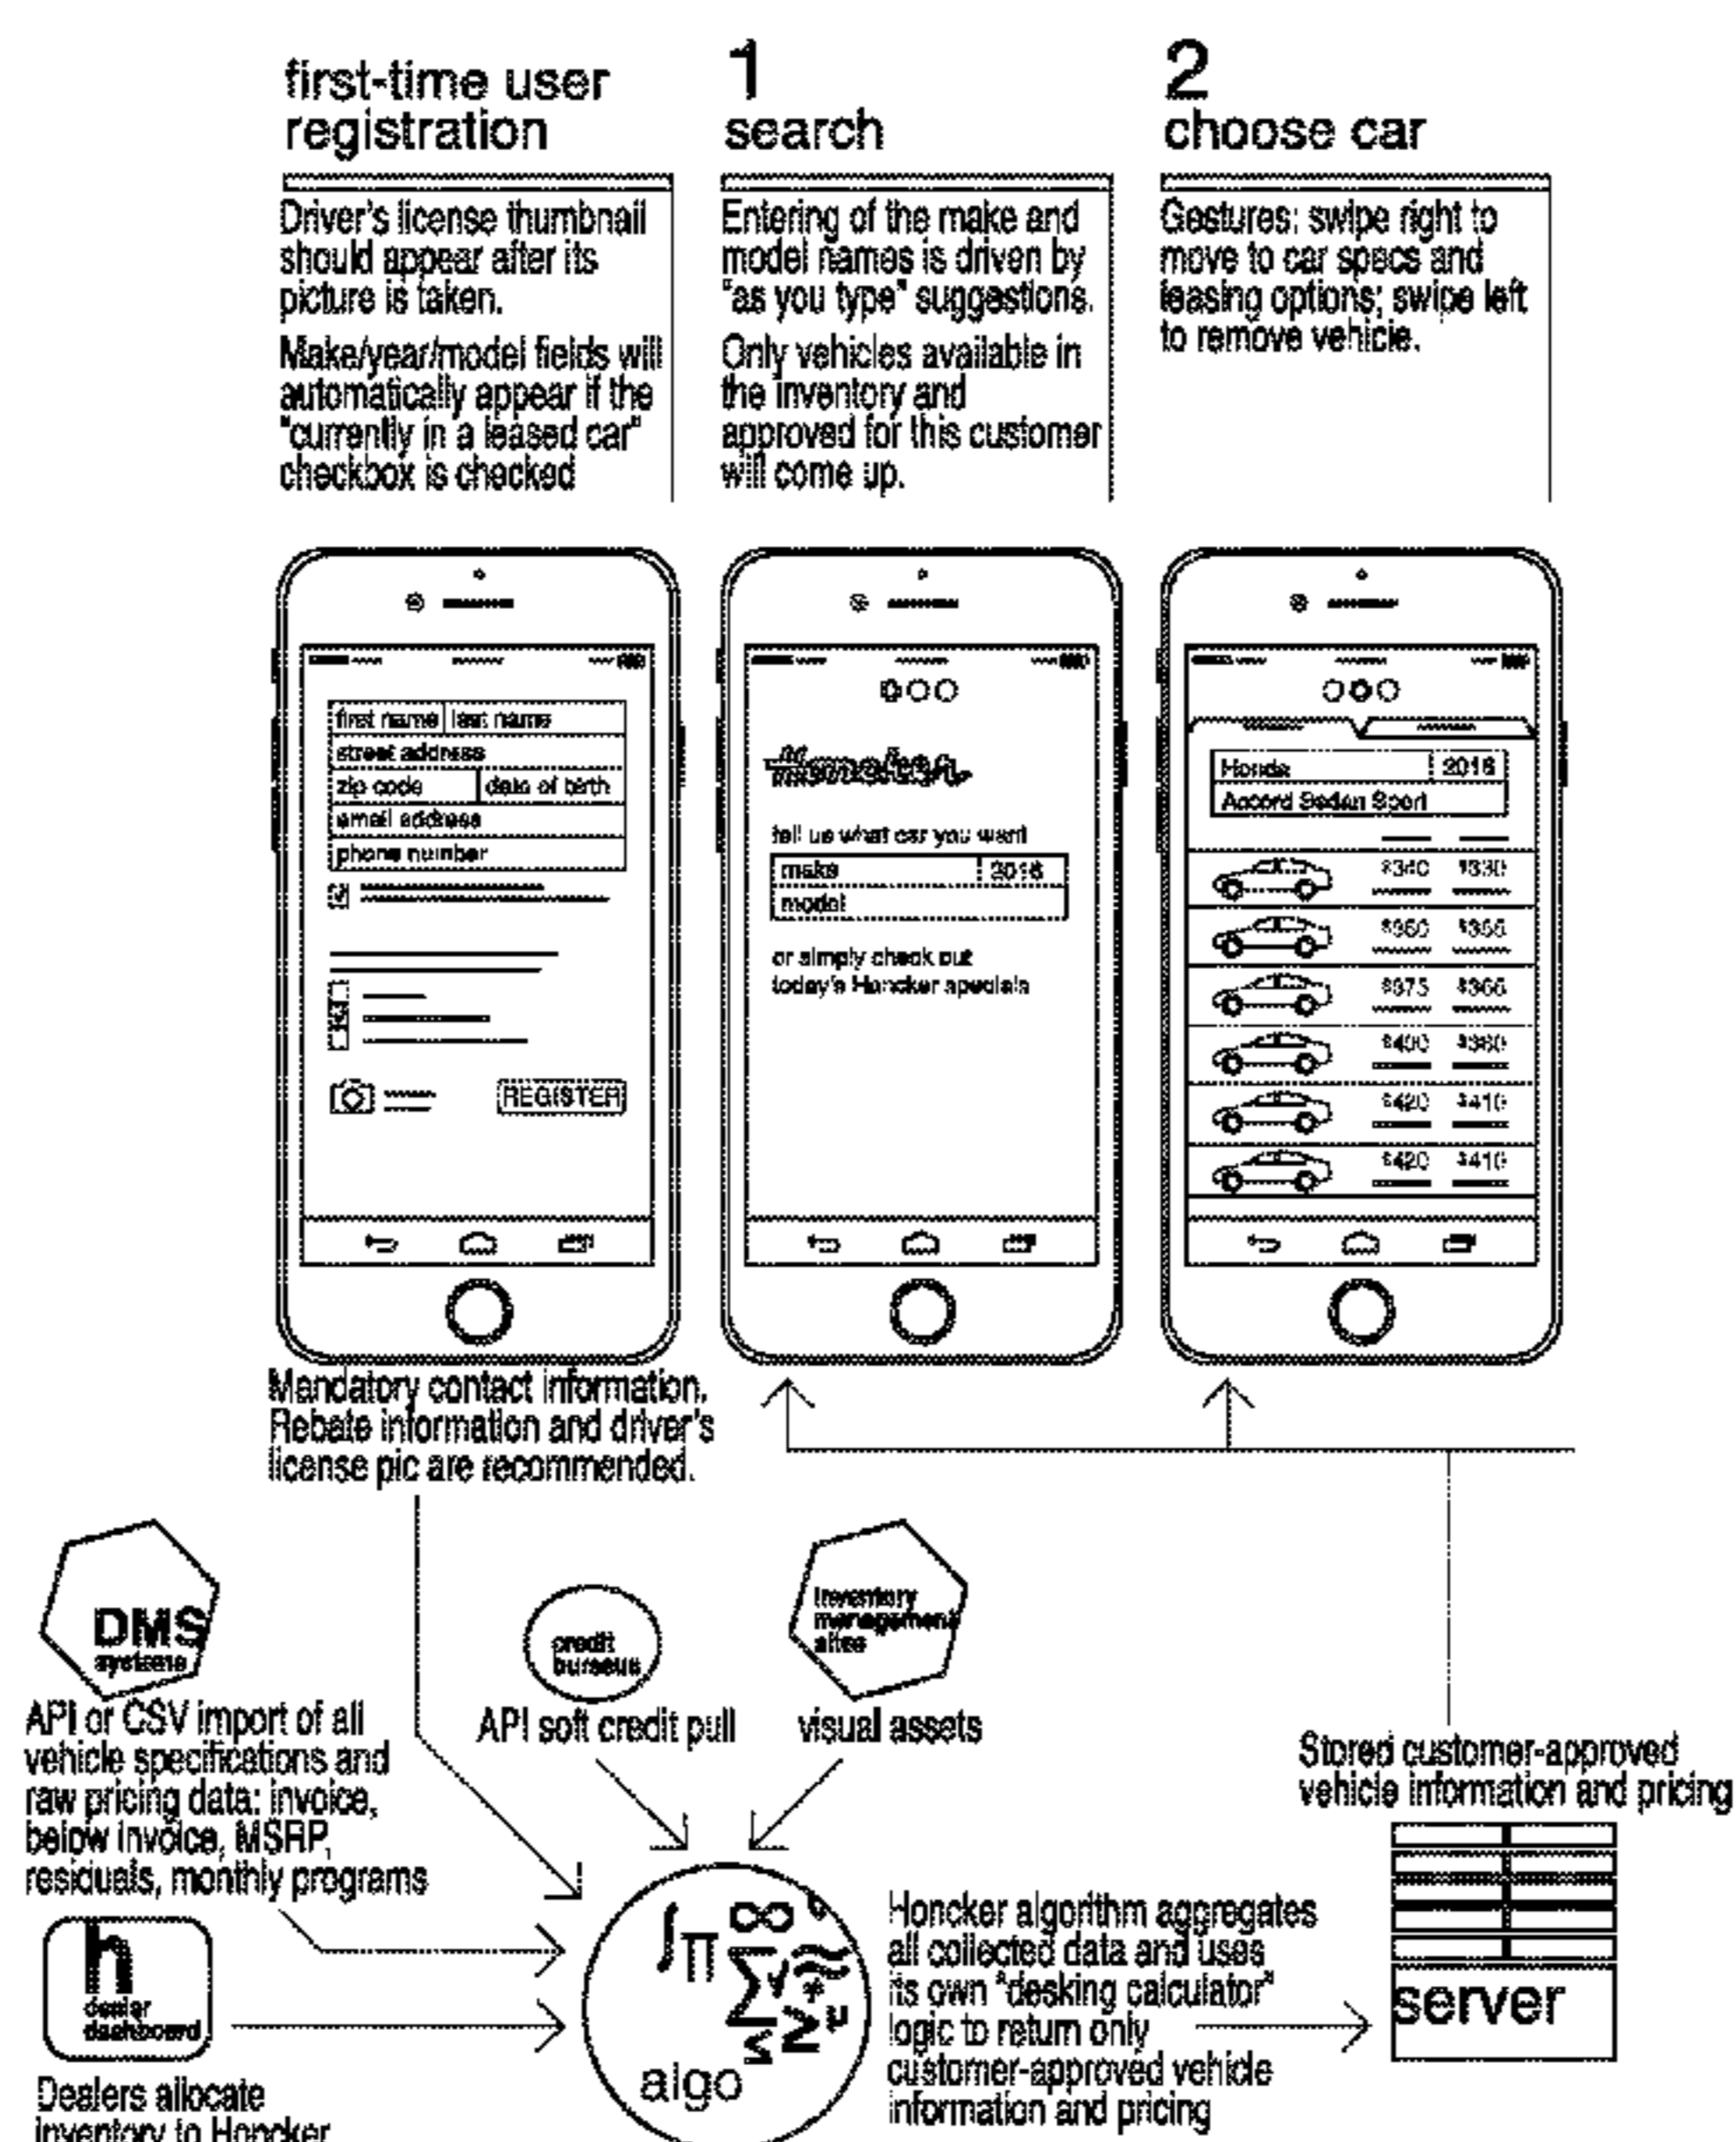 first-time user
registration
Driver's license thumbnail
should appear after its
picture is taken.
Make/year/model fields will
automatically appear if the
"currently in a leased car"
checkbox is checked
1
search
Entering of the make and
model names is driven by
"as you type" suggestions.
Only vehicles available in
the inventory and
approved for this customer
will come up.
2
choose car
Gestures: swipe right to
move to car specs and
leasing options; swipe left
to remove vehicle.
first name last name
street address
zip code date of birth
email address
phone number
REGISTER
tell us what car you want
make 2016
model
or simply check out
today's Honcker specials
Honda 2016
Accord Sedan Sport
$340 $330
$360 $355
$375 $365
$400 $380
$420 $410
$420 $410
Mandatory contact information.
Rebate information and driver's
license pic are recommended.
DMS
systems
API or CSV import of all
vehicle specifications and
raw pricing data: invoice,
below invoice, MSRP,
residuals, monthly programs
credit
bureaus
API soft credit pull
inventory
management
sites
visual assets
Stored customer-approved
vehicle information and pricing
server
h
dealer
dashboard
Dealers allocate
inventory to Honcker
∫ ∏ ∞ ∑ √ ≈ * ≥ ≤ μ
algo
Honcker algorithm aggregates
all collected data and uses
its own "desking calculator"
logic to return only
customer-approved vehicle
information and pricing